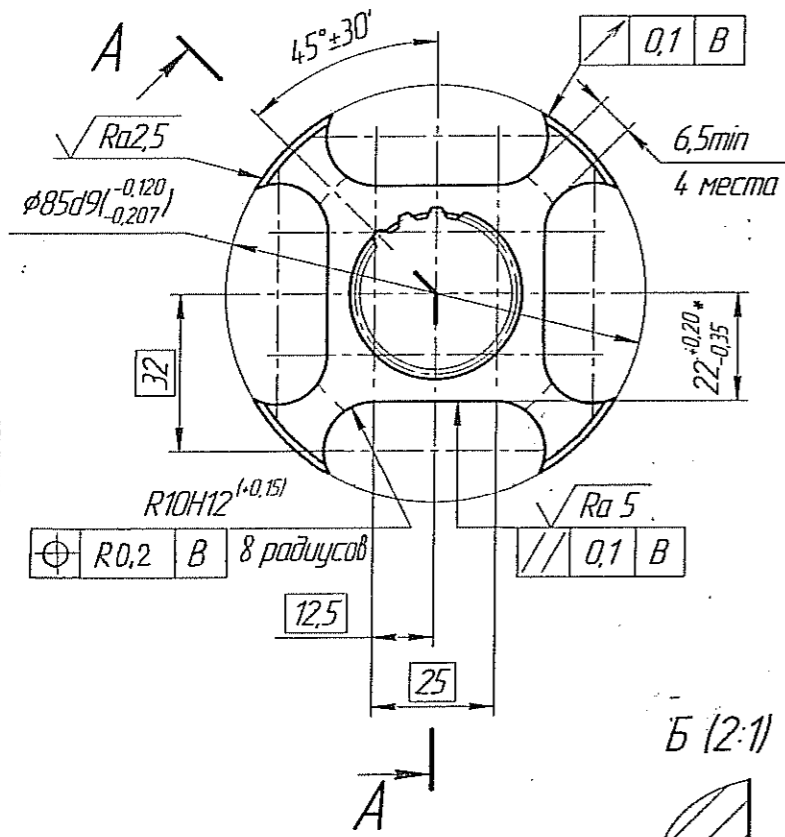 А
45°±30'
0,1 В
√Ra2,5
6,5min
4 места
φ85d9(-0,120
-0,207)
32
22+0,20*
-0,35
R10H12(+0,15)
8 радиусов
⌖ R0,2 В
√Ra 5
// 0,1 В
12,5
25
Б (2:1)
А